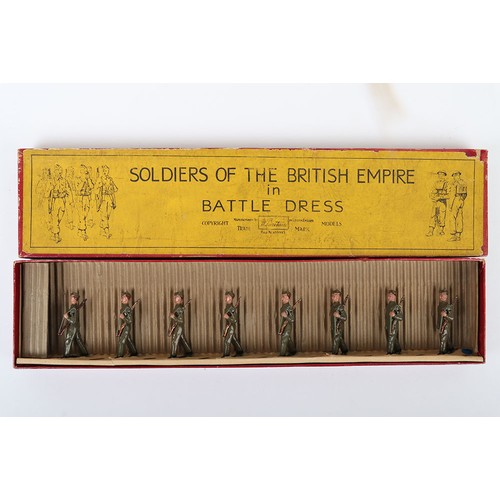 SOLDIERS OF THE BRITISH EMPIRE
in
BATTLE DRESS
COPYRIGHT MODELS
TRADE MARK